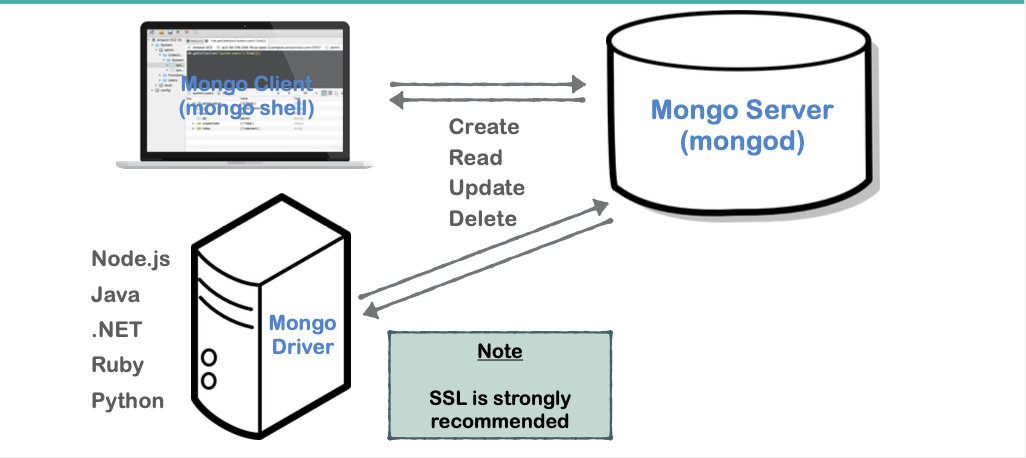 Mongo Client
(mongo shell)
Mongo Server
(mongod)
Create
Read
Update
Delete
Node.js
Java
.NET
Ruby
Python
Mongo
Driver
Note
SSL is strongly
recommended